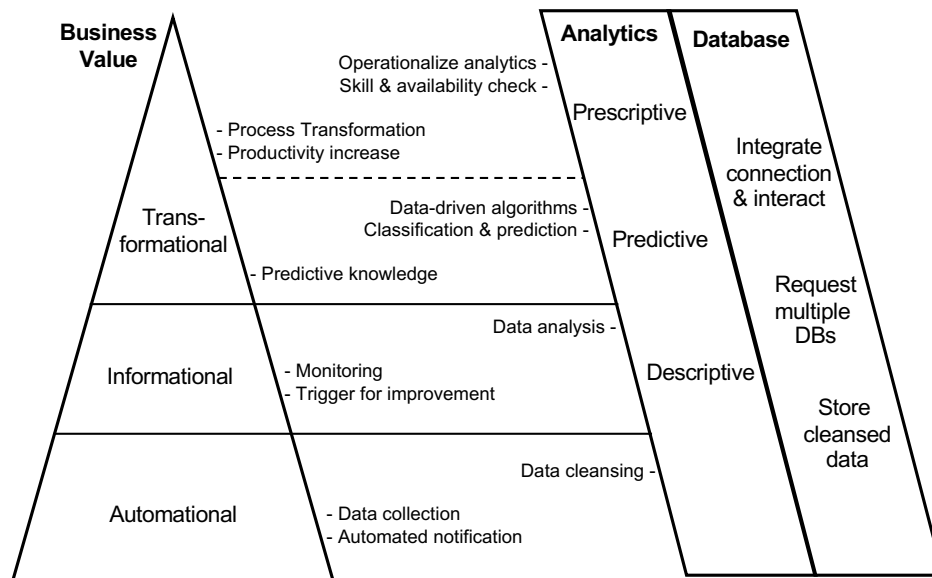 Business
Value
Analytics
Database
Operationalize analytics -
Skill & availability check -
Prescriptive
- Process Transformation
- Productivity increase
Integrate
connection
& interact
Trans-
formational
Data-driven algorithms -
Classification & prediction -
Predictive
- Predictive knowledge
Request
multiple
DBs
Data analysis -
Informational
- Monitoring
- Trigger for improvement
Descriptive
Store
cleansed
data
Data cleansing -
Automational
- Data collection
- Automated notification